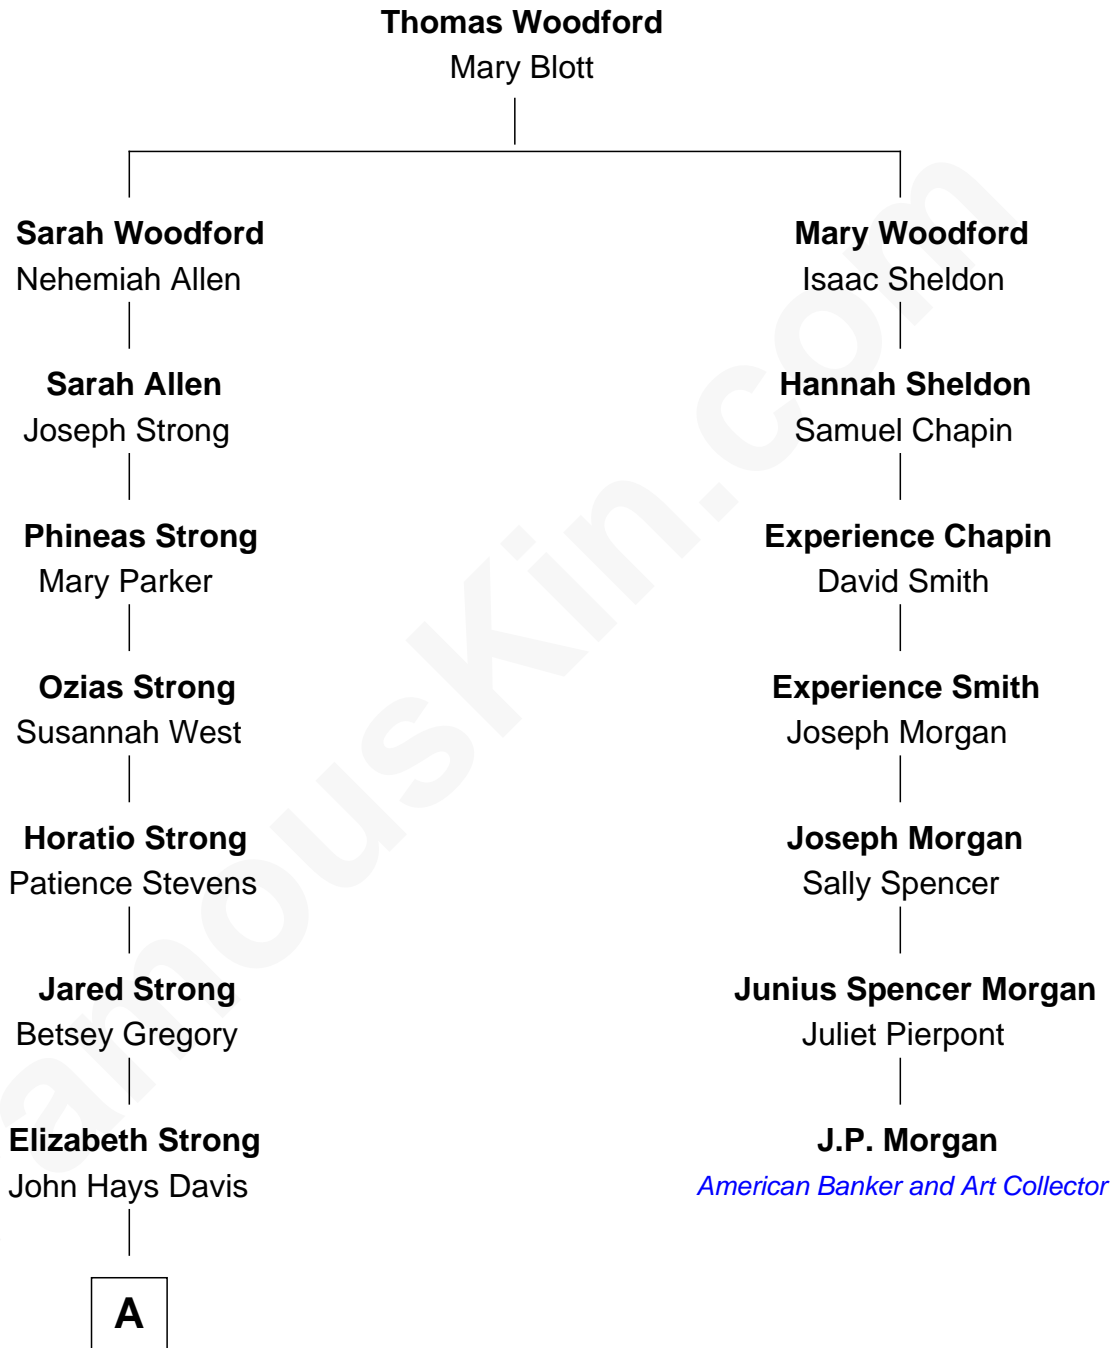 Thomas Woodford
Mary Blott
Sarah Woodford
Nehemiah Allen
Mary Woodford
Isaac Sheldon
Sarah Allen
Joseph Strong
Hannah Sheldon
Samuel Chapin
Phineas Strong
Mary Parker
Experience Chapin
David Smith
Ozias Strong
Susannah West
Experience Smith
Joseph Morgan
Horatio Strong
Patience Stevens
Joseph Morgan
Sally Spencer
Jared Strong
Betsey Gregory
Junius Spencer Morgan
Juliet Pierpont
Elizabeth Strong
John Hays Davis
J.P. Morgan
American Banker and Art Collector
A
amouskin.com